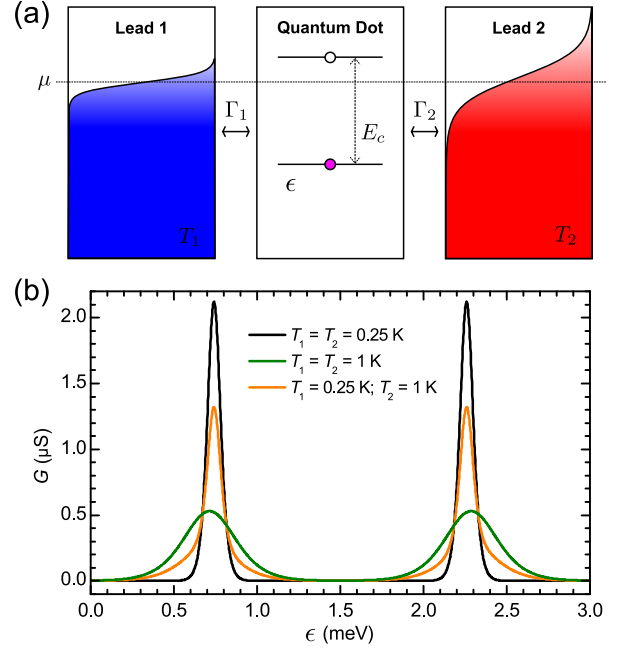 (a)
Lead 1
Quantum Dot
Lead 2
μ
Γ₁
Γ₂
E_c
ϵ
T₁
T₂
(b)
2.0
1.5
1.0
0.5
0.0
G (μS)
T₁ = T₂ = 0.25 K
T₁ = T₂ = 1 K
T₁ = 0.25 K; T₂ = 1 K
0.0 0.5 1.0 1.5 2.0 2.5 3.0
ϵ (meV)